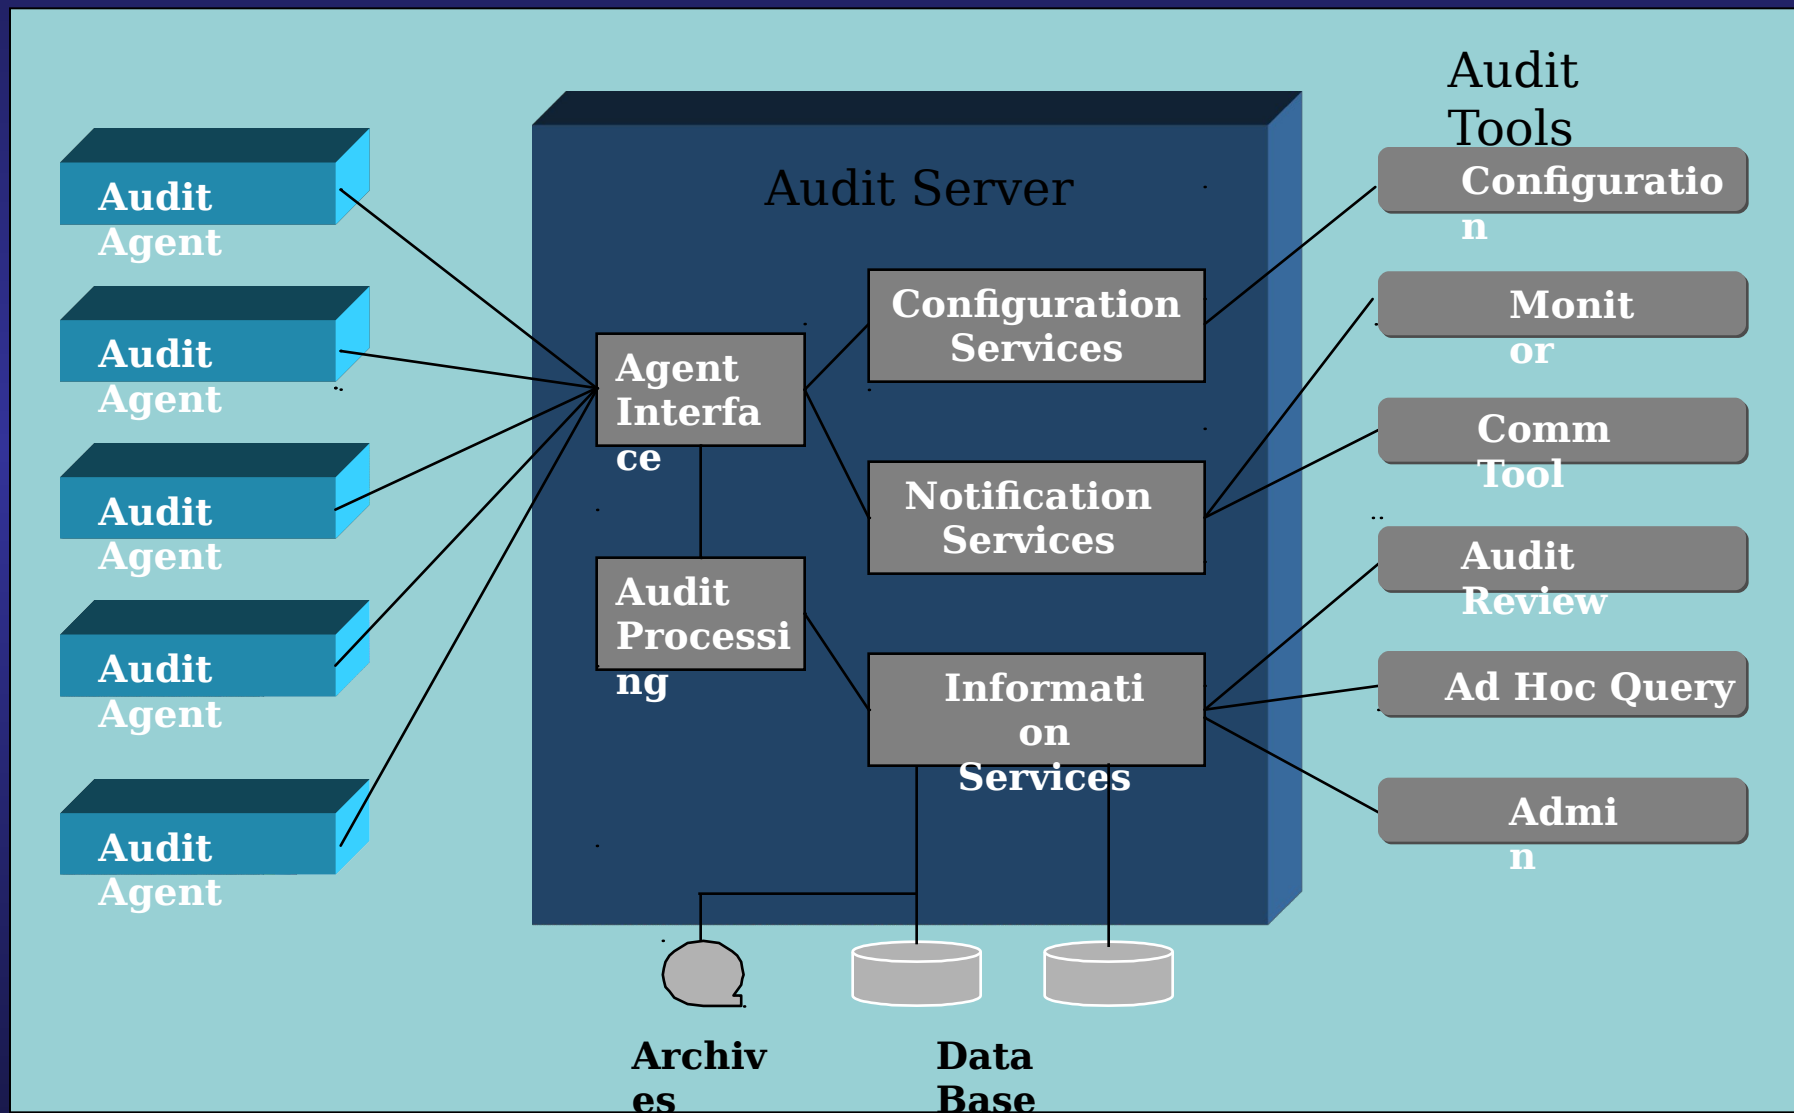 Audit
Tools
Audit Server
Audit
Agent
Audit
Agent
Audit
Agent
Audit
Agent
Audit
Agent
Agent
Interfa
ce
Audit
Processi
ng
Configuration
Services
Notification
Services
Informati
on
Services
Configuratio
n
Monit
or
Comm
Tool
Audit
Review
Ad Hoc Query
Admi
n
Archiv
es
Data
Base